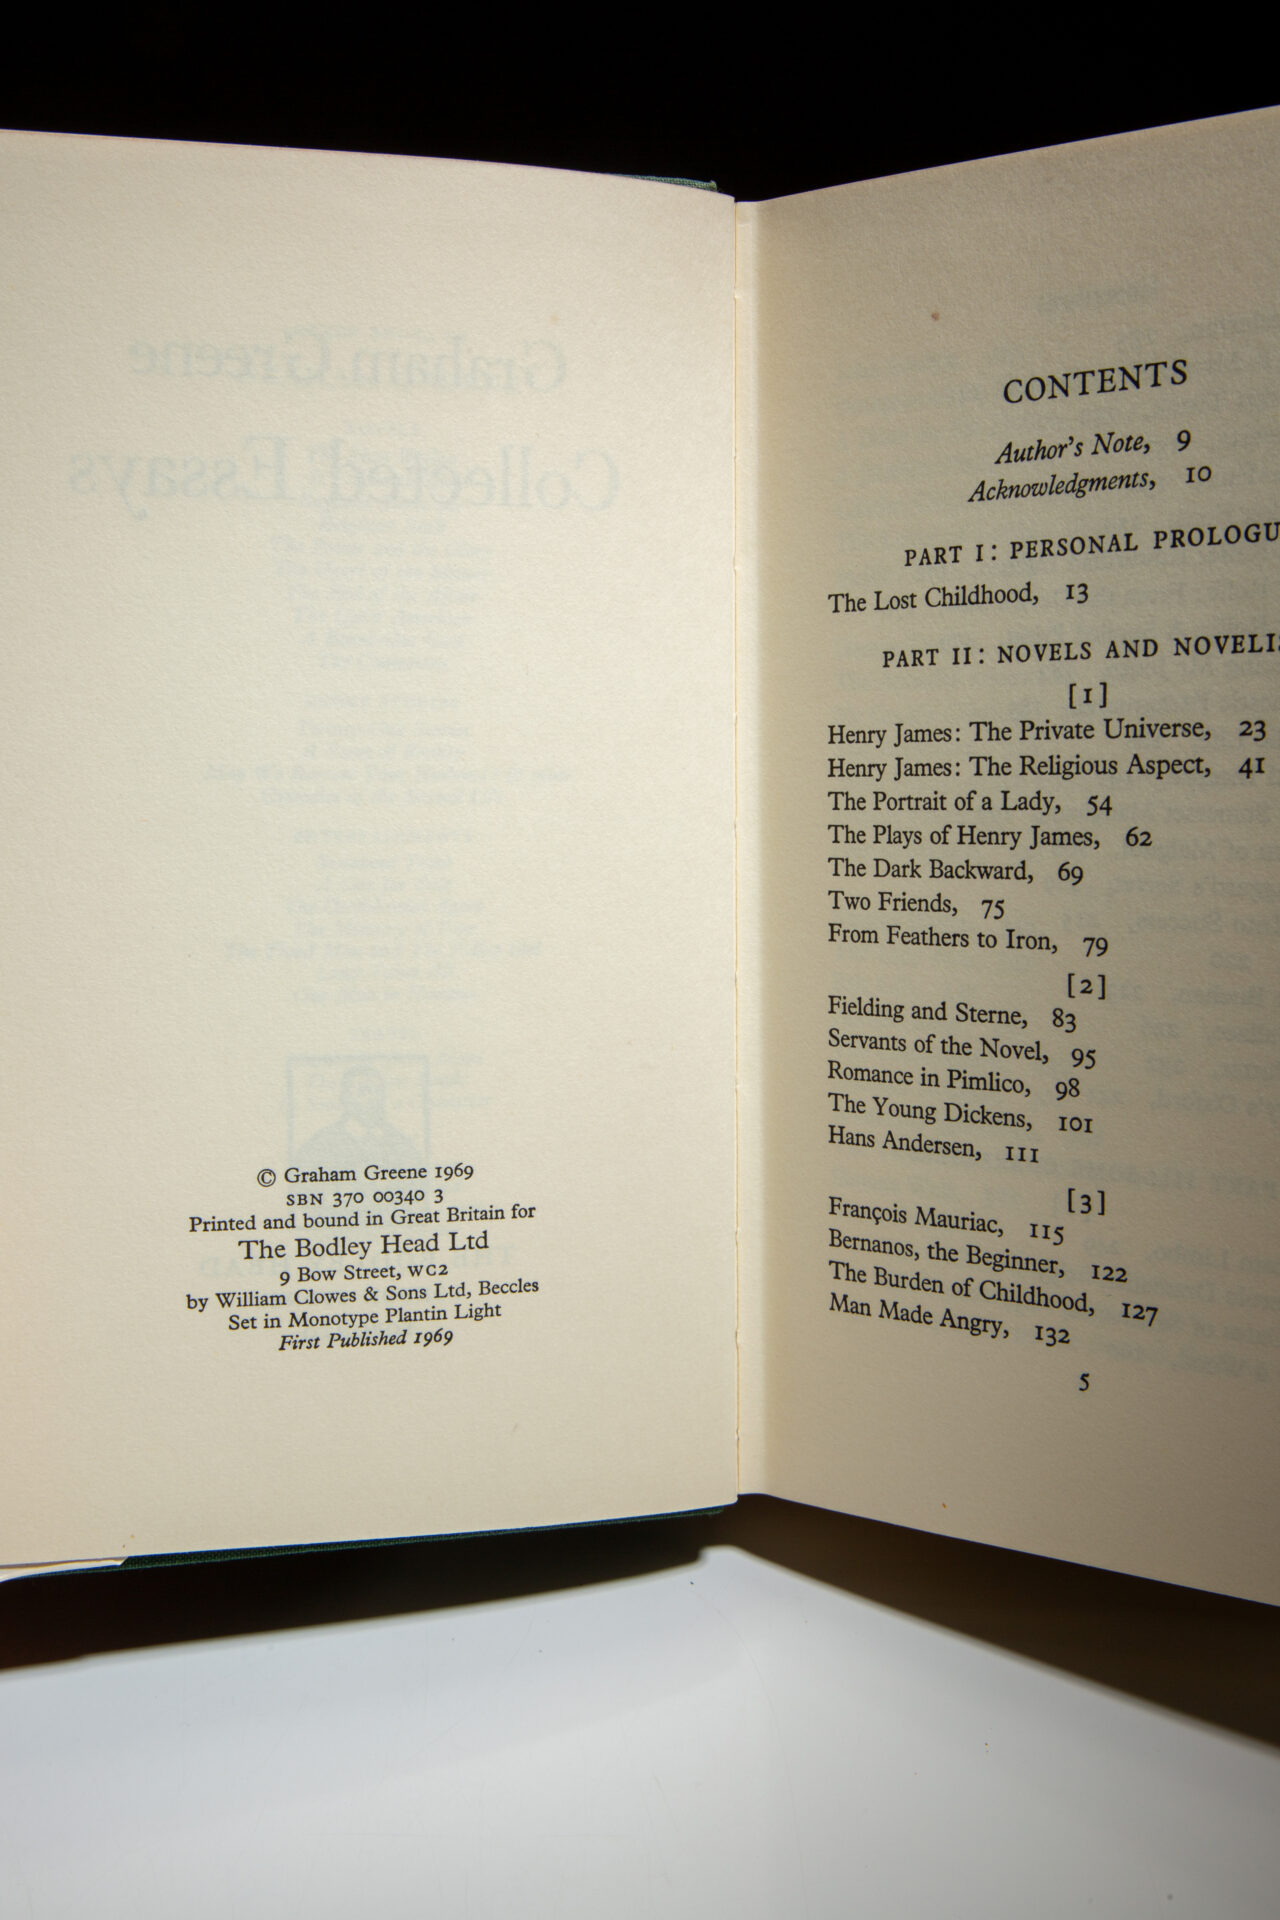 Graham Greene
Collected Essays
© Graham Greene 1969
SBN 370 00340 3
Printed and bound in Great Britain for
The Bodley Head Ltd
9 Bow Street, WC2
by William Clowes & Sons Ltd, Beccles
Set in Monotype Plantin Light
First Published 1969
CONTENTS
Author's Note, 9
Acknowledgments, 10
PART I: PERSONAL PROLOGU
The Lost Childhood, 13
PART II: NOVELS AND NOVELIS
[1]
Henry James: The Private Universe, 23
Henry James: The Religious Aspect, 41
The Portrait of a Lady, 54
The Plays of Henry James, 62
The Dark Backward, 69
Two Friends, 75
From Feathers to Iron, 79
[2]
Fielding and Sterne, 83
Servants of the Novel, 95
Romance in Pimlico, 98
The Young Dickens, 101
Hans Andersen, 111
[3]
François Mauriac, 115
Bernanos, the Beginner, 122
The Burden of Childhood, 127
Man Made Angry, 132
5